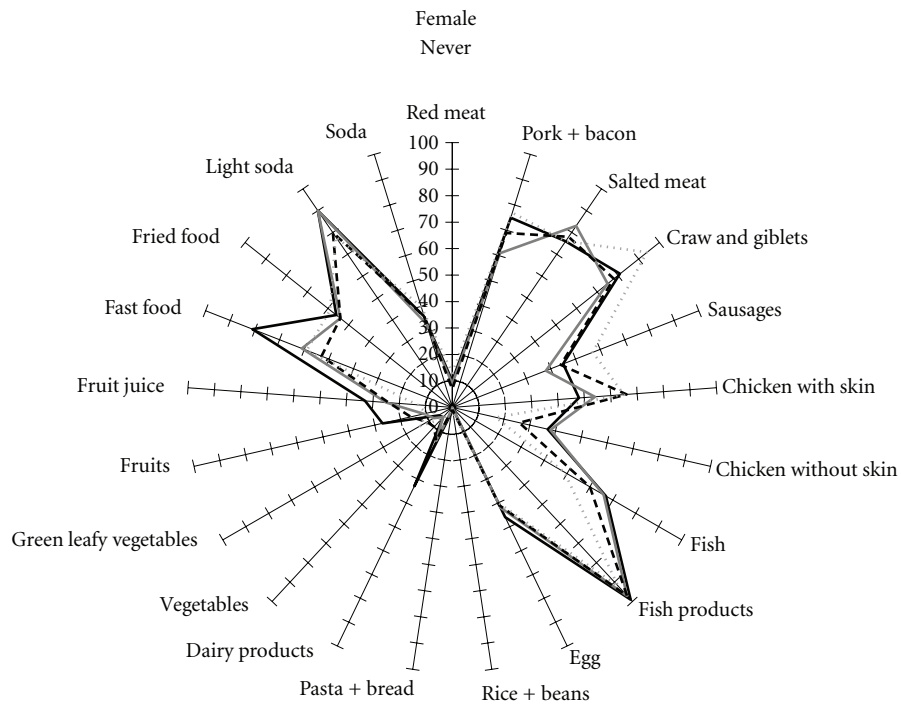 Female
Never
Red meat
Pork + bacon
Salted meat
Craw and giblets
Sausages
Chicken with skin
Chicken without skin
Fish
Fish products
Egg
Rice + beans
Pasta + bread
Dairy products
Vegetables
Green leafy vegetables
Fruits
Fruit juice
Fast food
Fried food
Light soda
Soda
100
90
80
70
60
50
40
30
20
10
0